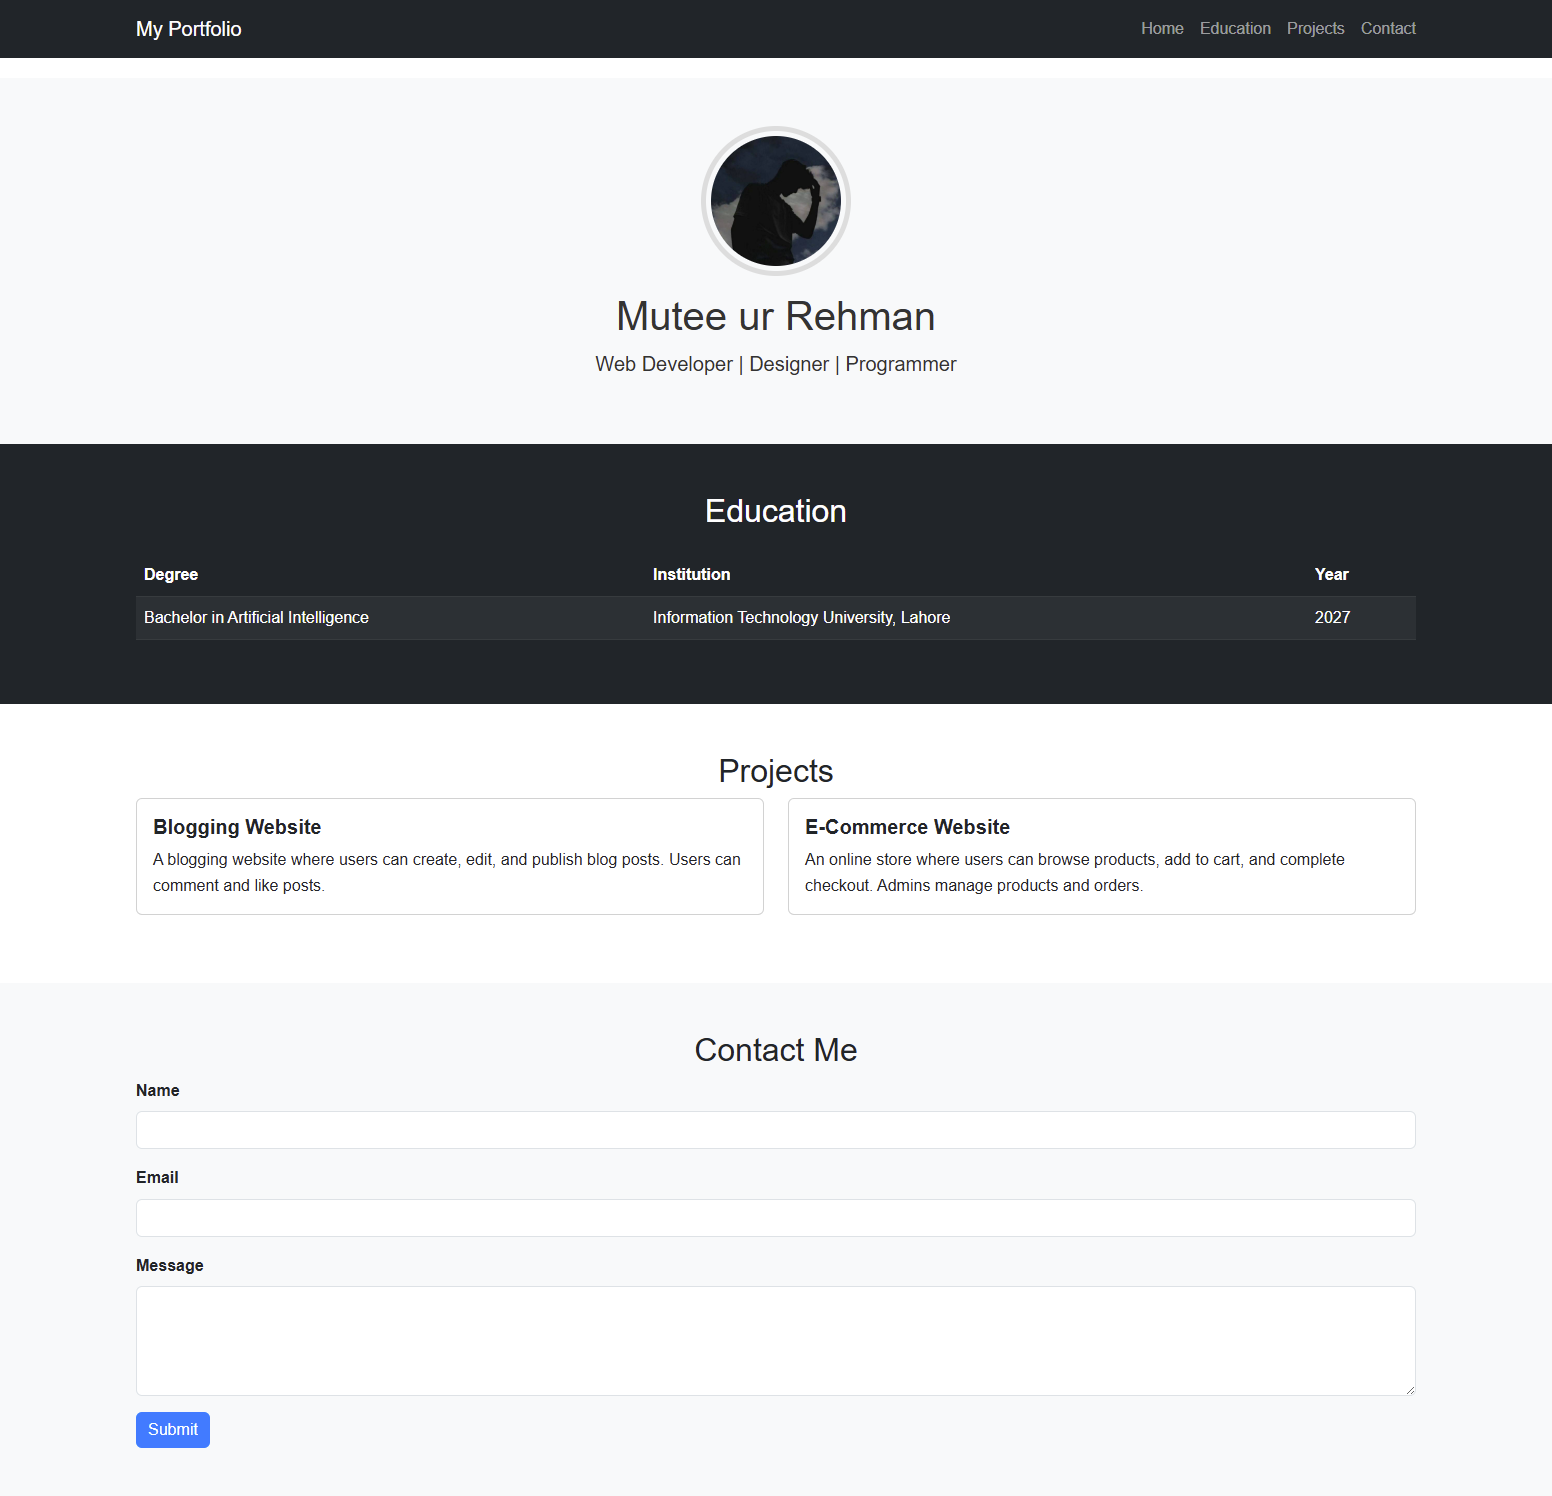 My Portfolio
Home Education Projects Contact
Mutee ur Rehman
Web Developer | Designer | Programmer
Education
Degree Institution Year
Bachelor in Artificial Intelligence Information Technology University, Lahore 2027
Projects
Blogging Website
A blogging website where users can create, edit, and publish blog posts. Users can
comment and like posts.
E-Commerce Website
An online store where users can browse products, add to cart, and complete
checkout. Admins manage products and orders.
Contact Me
Name
Email
Message
Submit